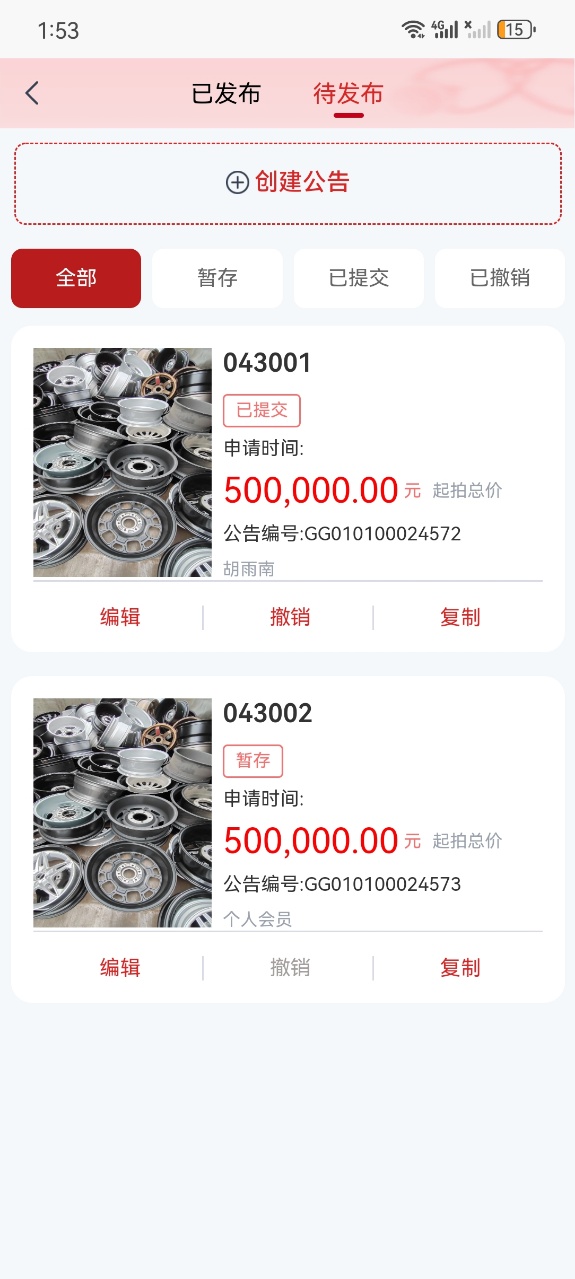 1:53 4G 15
已发布 待发布
创建公告
全部 暂存 已提交 已撤销
043001
已提交
申请时间:
500,000.00 元 起拍总价
公告编号:GG010100024572
胡雨南
编辑 撤销 复制
043002
暂存
申请时间:
500,000.00 元 起拍总价
公告编号:GG010100024573
个人会员
编辑 撤销 复制